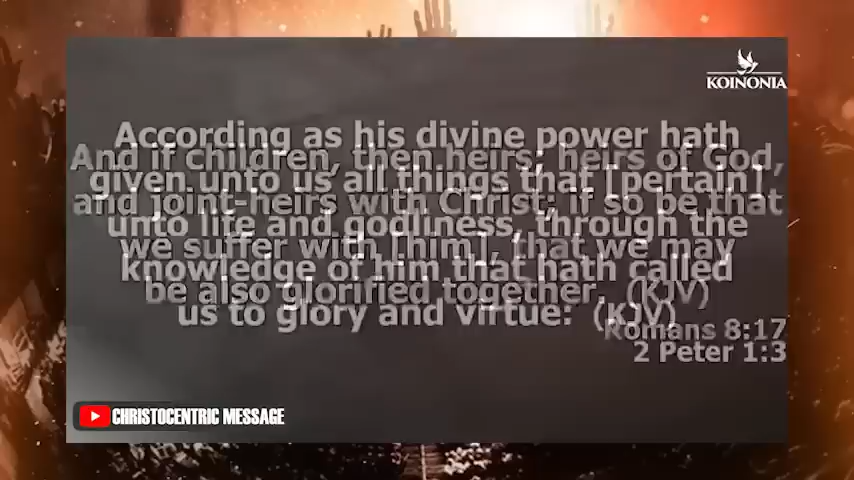 KOINONIA
According as his divine power hath
And if children, then heirs; heirs of God,
given unto us all things that [pertain]
and joint-heirs with Christ; if so be that
unto life and godliness, through the
we suffer with [him], that we may
knowledge of him that hath called
be also glorified together. (KJV)
us to glory and virtue: (KJV)
Romans 8:17
2 Peter 1:3
CHRISTOCENTRIC MESSAGE